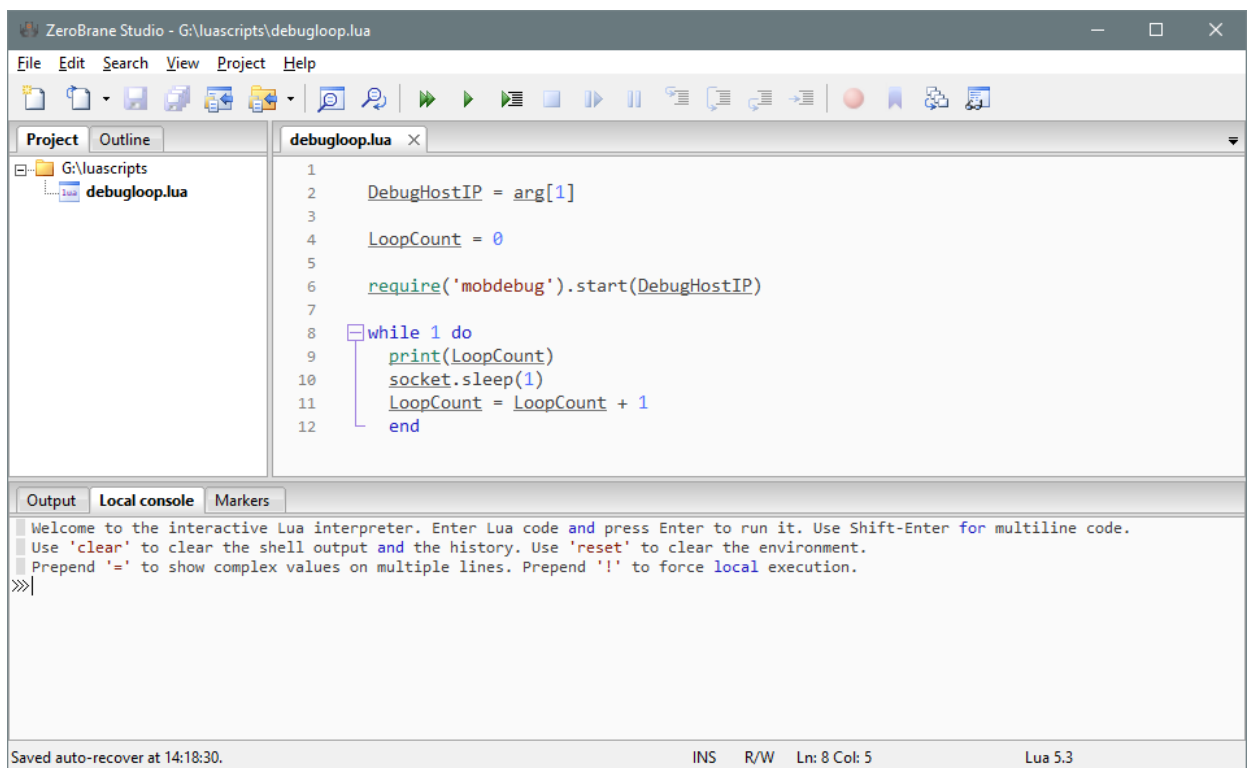 ZeroBrane Studio - G:\luascripts\debugloop.lua
File Edit Search View Project Help
Project Outline
debugloop.lua
G:\luascripts
debugloop.lua
1
2 DebugHostIP = arg[1]
3
4 LoopCount = 0
5
6 require('mobdebug').start(DebugHostIP)
7
8 while 1 do
9 print(LoopCount)
10 socket.sleep(1)
11 LoopCount = LoopCount + 1
12 end
Output Local console Markers
Welcome to the interactive Lua interpreter. Enter Lua code and press Enter to run it. Use Shift-Enter for multiline code.
Use 'clear' to clear the shell output and the history. Use 'reset' to clear the environment.
Prepend '=' to show complex values on multiple lines. Prepend '!' to force local execution.
Saved auto-recover at 14:18:30. INS R/W Ln: 8 Col: 5 Lua 5.3